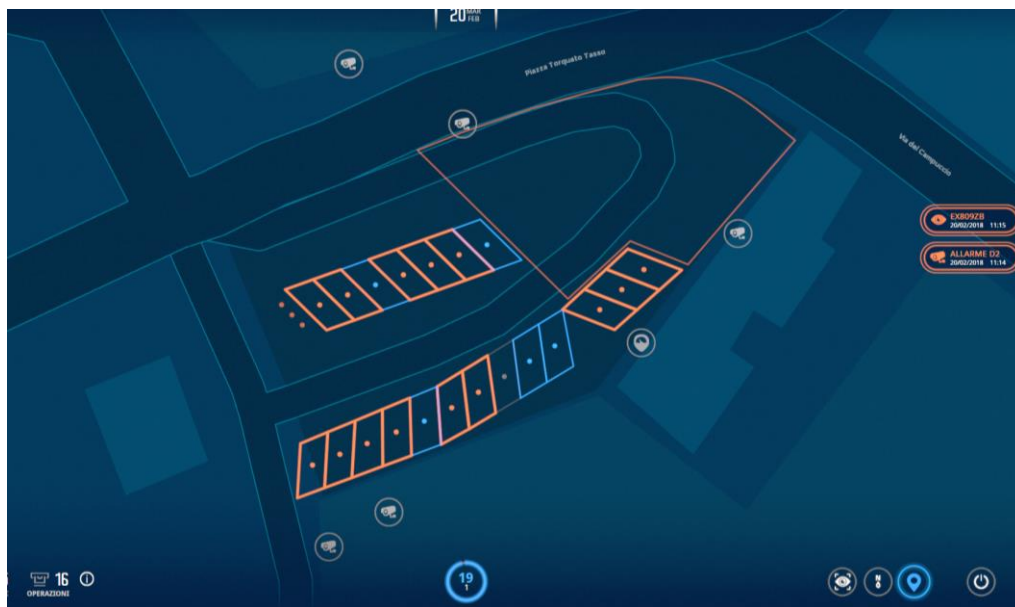 20 MAR
FEB
Piazza Torquato Tasso
Via del Campuccio
EX809ZB
20/02/2018 11:15
ALLARME D2
20/02/2018 11:14
16
OPERAZIONI
19
1
N